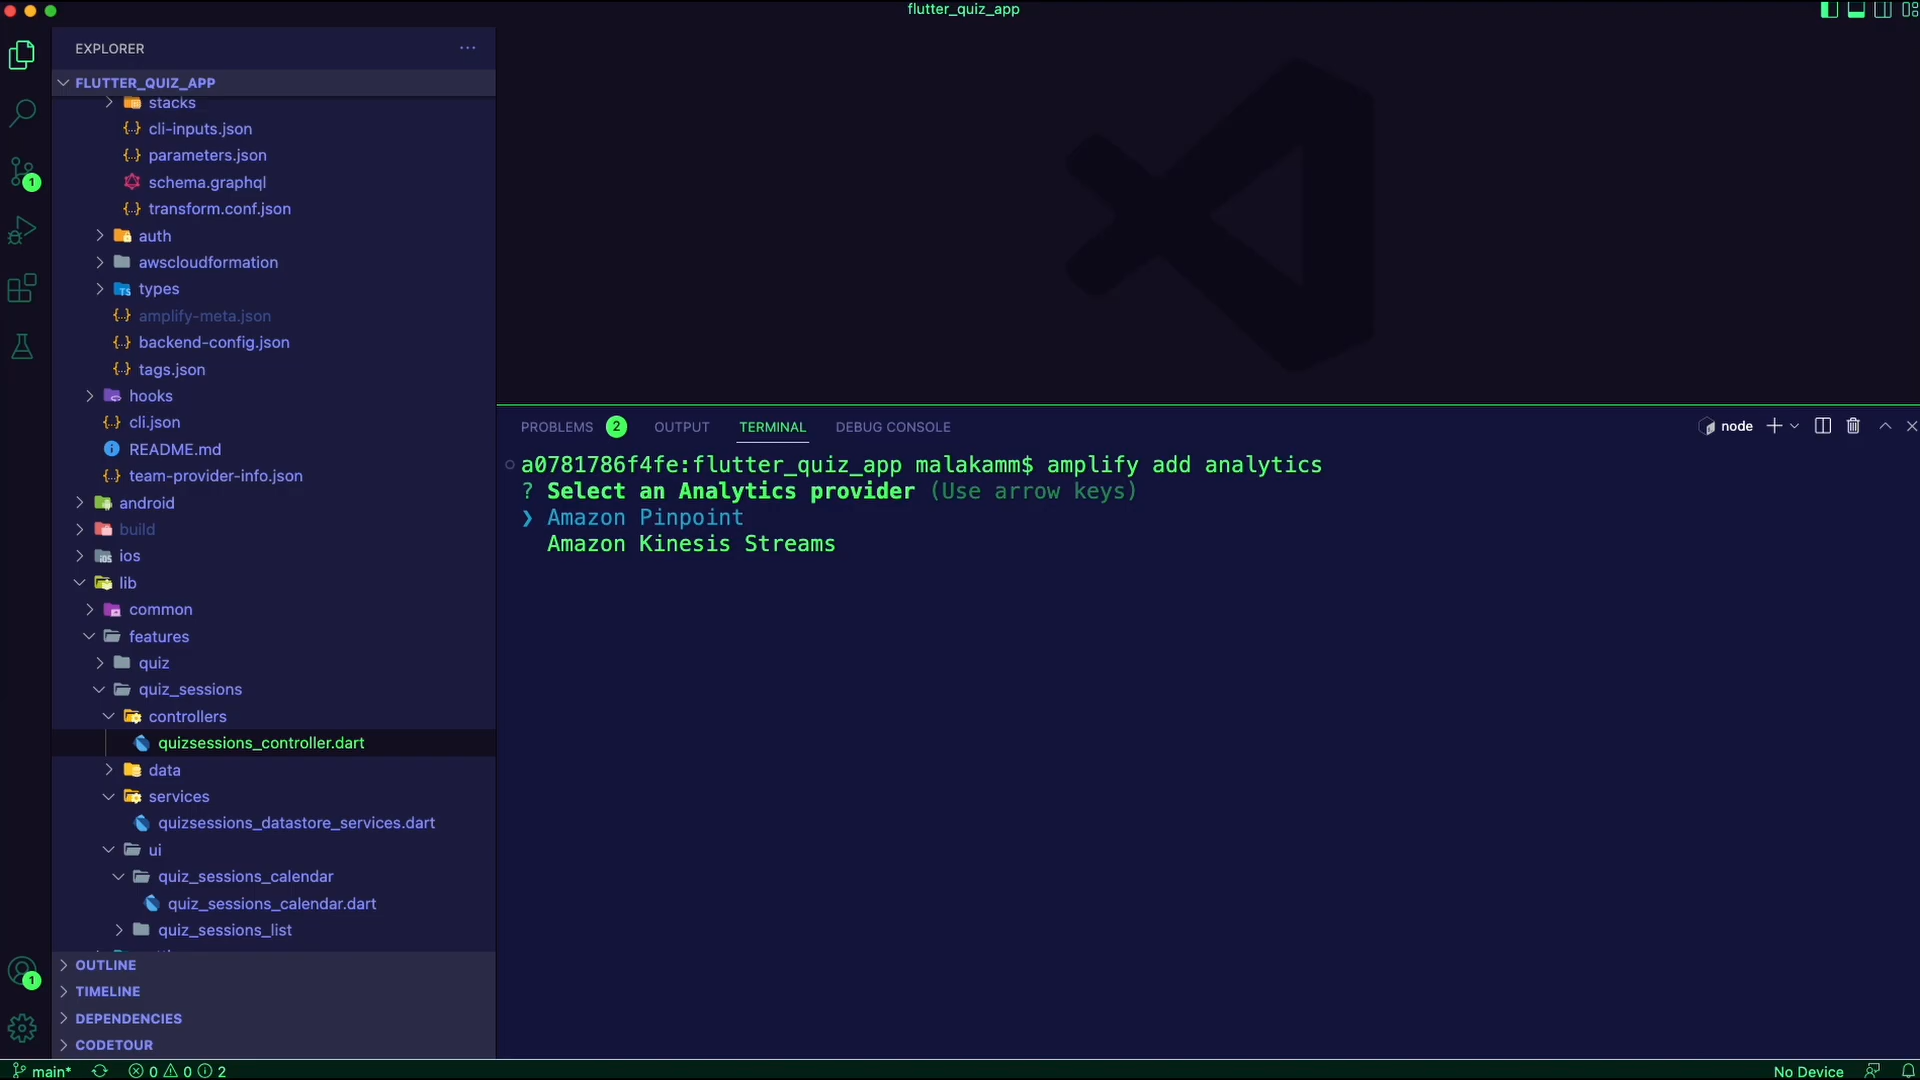 flutter_quiz_app
EXPLORER
FLUTTER_QUIZ_APP
stacks
cli-inputs.json
parameters.json
schema.graphql
transform.conf.json
auth
awscloudformation
types
amplify-meta.json
backend-config.json
tags.json
hooks
cli.json
README.md
team-provider-info.json
android
build
ios
lib
common
features
quiz
quiz_sessions
controllers
quizsessions_controller.dart
data
services
quizsessions_datastore_services.dart
ui
quiz_sessions_calendar
quiz_sessions_calendar.dart
quiz_sessions_list
OUTLINE
TIMELINE
DEPENDENCIES
CODETOUR
1
1
PROBLEMS 2 OUTPUT TERMINAL DEBUG CONSOLE
node
a0781786f4fe:flutter_quiz_app malakamm$ amplify add analytics
? Select an Analytics provider (Use arrow keys)
❯ Amazon Pinpoint
Amazon Kinesis Streams
main* 0 0 2
No Device